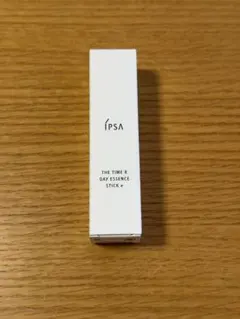 IPSA
THE TIME R
DAY ESSENCE
STICK e